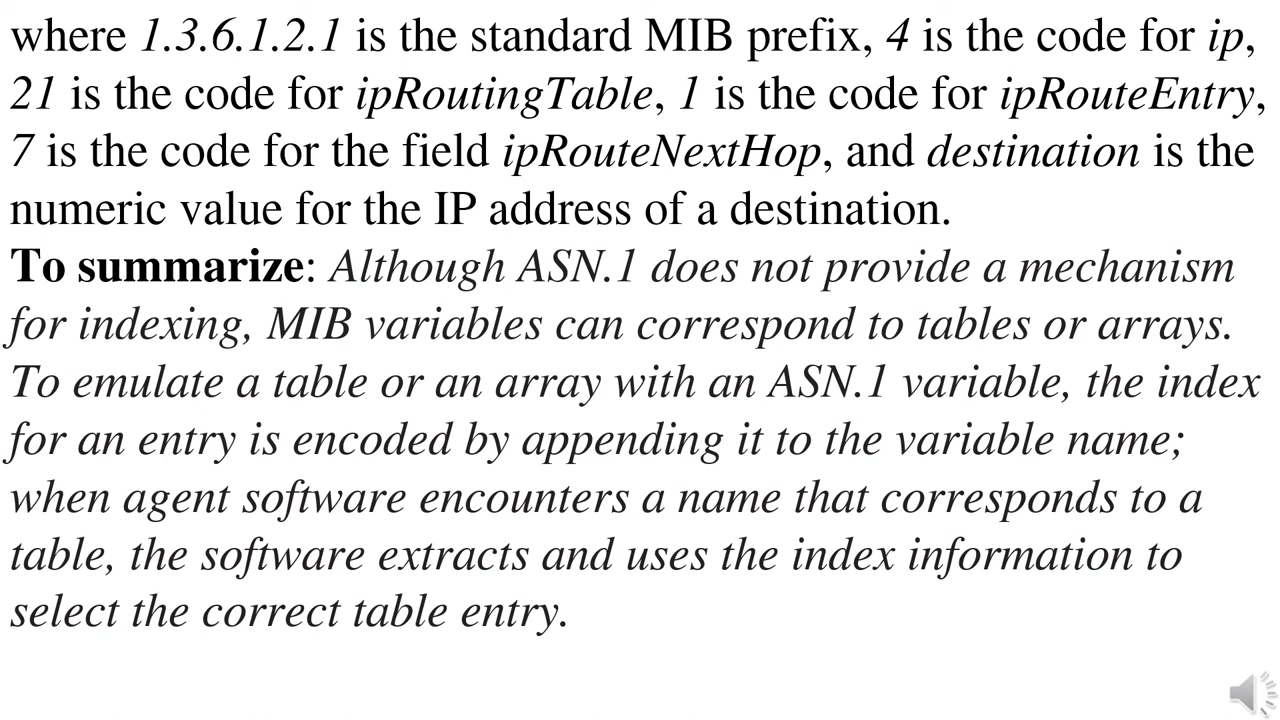 where 1.3.6.1.2.1 is the standard MIB prefix, 4 is the code for ip,
21 is the code for ipRoutingTable, 1 is the code for ipRouteEntry,
7 is the code for the field ipRouteNextHop, and destination is the
numeric value for the IP address of a destination.
To summarize: Although ASN.1 does not provide a mechanism
for indexing, MIB variables can correspond to tables or arrays.
To emulate a table or an array with an ASN.1 variable, the index
for an entry is encoded by appending it to the variable name;
when agent software encounters a name that corresponds to a
table, the software extracts and uses the index information to
select the correct table entry.